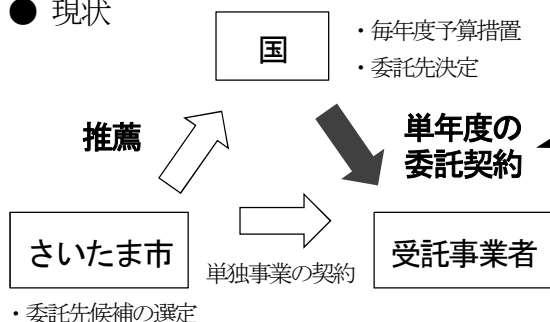 ● 現状
国
・毎年度予算措置
・委託先決定
推薦
単年度の
委託契約
さいたま市
単独事業の契約
受託事業者
・委託先候補の選定